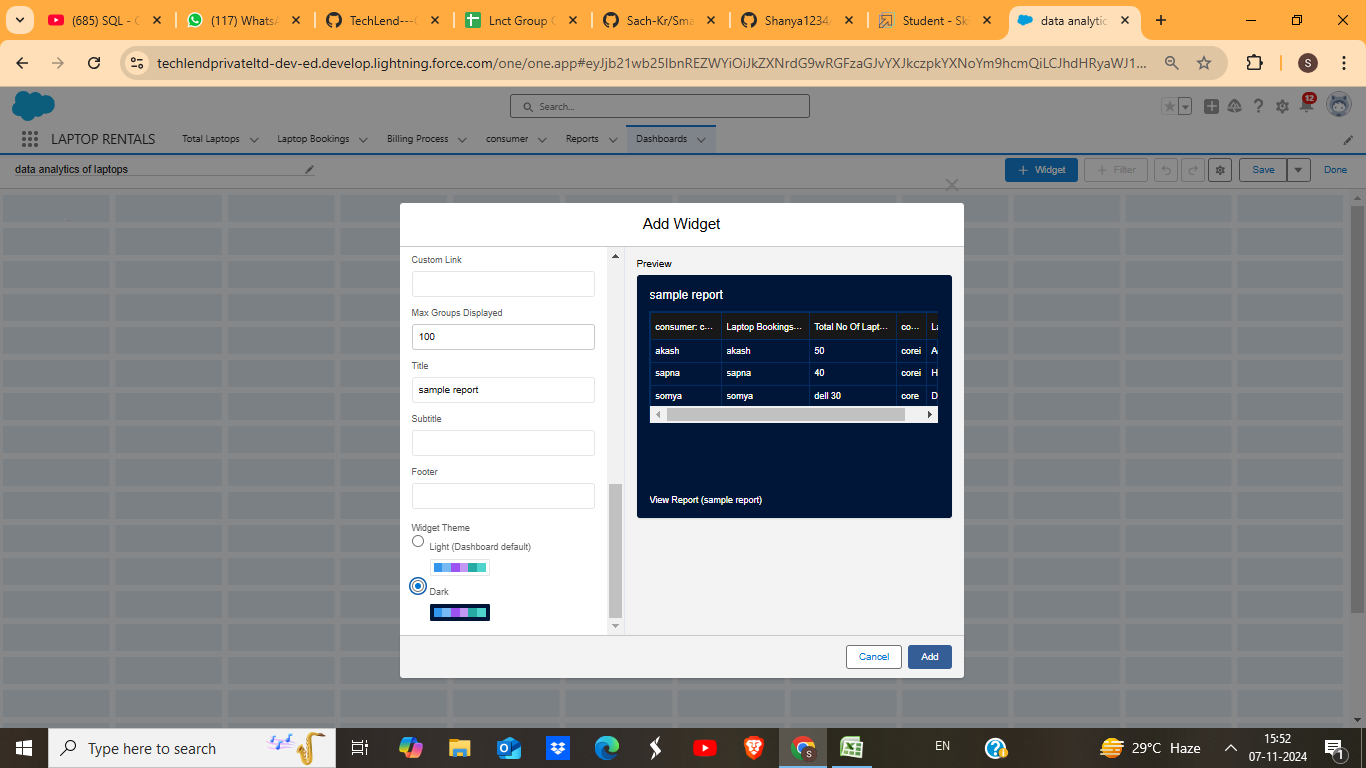 (685) SQL - C
(117) WhatsA
TechLend---C
Lnct Group C
Sach-Kr/Sma
Shanya1234/
Student - Sk
data analytic
techlendprivateltd-dev-ed.develop.lightning.force.com/one/one.app#eyJjb21wb25lbnREZWYiOiJkZXNrdG9wRGFzaGJvYXJkczpkYXNoYm9hcmQiLCJhdHRyaWJ1...
S
Search...
12
LAPTOP RENTALS
Total Laptops
Laptop Bookings
Billing Process
consumer
Reports
Dashboards
data analytics of laptops
+ Widget
+ Filter
Save
Done
Add Widget
Custom Link
Max Groups Displayed
100
Title
sample report
Subtitle
Footer
Widget Theme
Light (Dashboard default)
Dark
Preview
sample report
consumer: c... Laptop Bookings... Total No Of Lapt... co...
akash akash 50 corei
sapna sapna 40 corei H
somya somya dell 30 core D
View Report (sample report)
Cancel
Add
Type here to search
S
EN
29°C Haze
15:52
07-11-2024
1